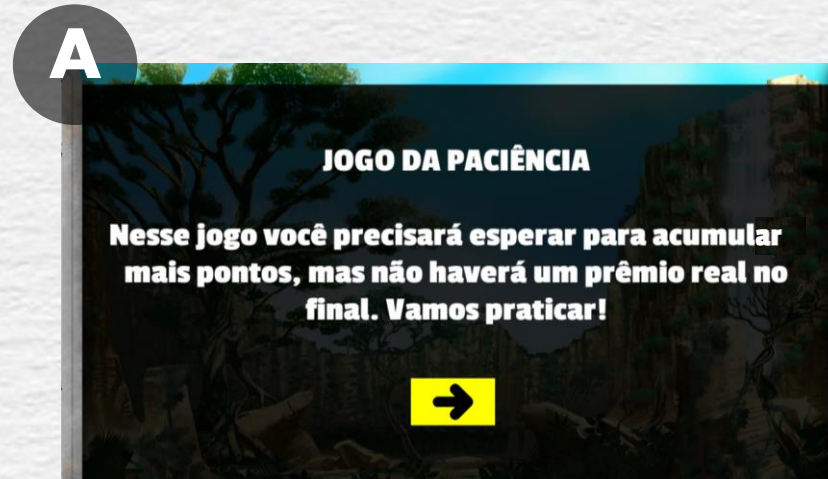 A
JOGO DA PACIÊNCIA
Nesse jogo você precisará esperar para acumular
mais pontos, mas não haverá um prêmio real no
final. Vamos praticar!